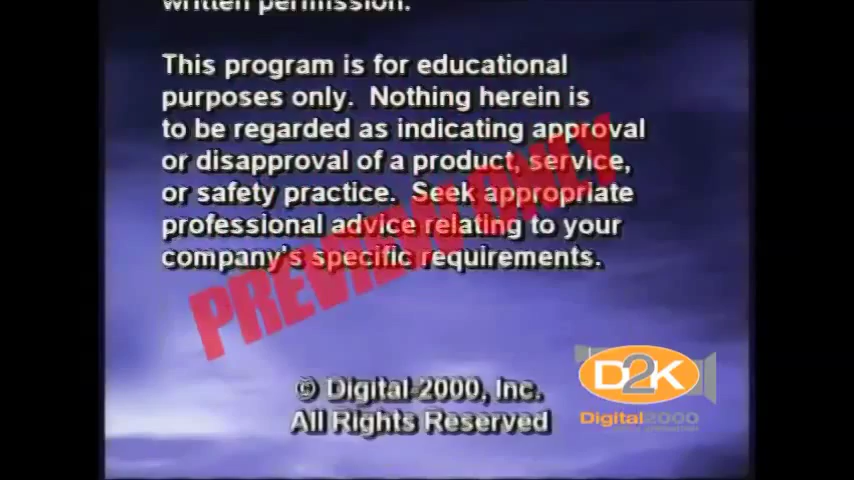 written permission.
This program is for educational
purposes only. Nothing herein is
to be regarded as indicating approval
or disapproval of a product, service,
or safety practice. Seek appropriate
professional advice relating to your
company's specific requirements.
PREVIEW ONLY
© Digital-2000, Inc.
All Rights Reserved
D2K
Digital2000